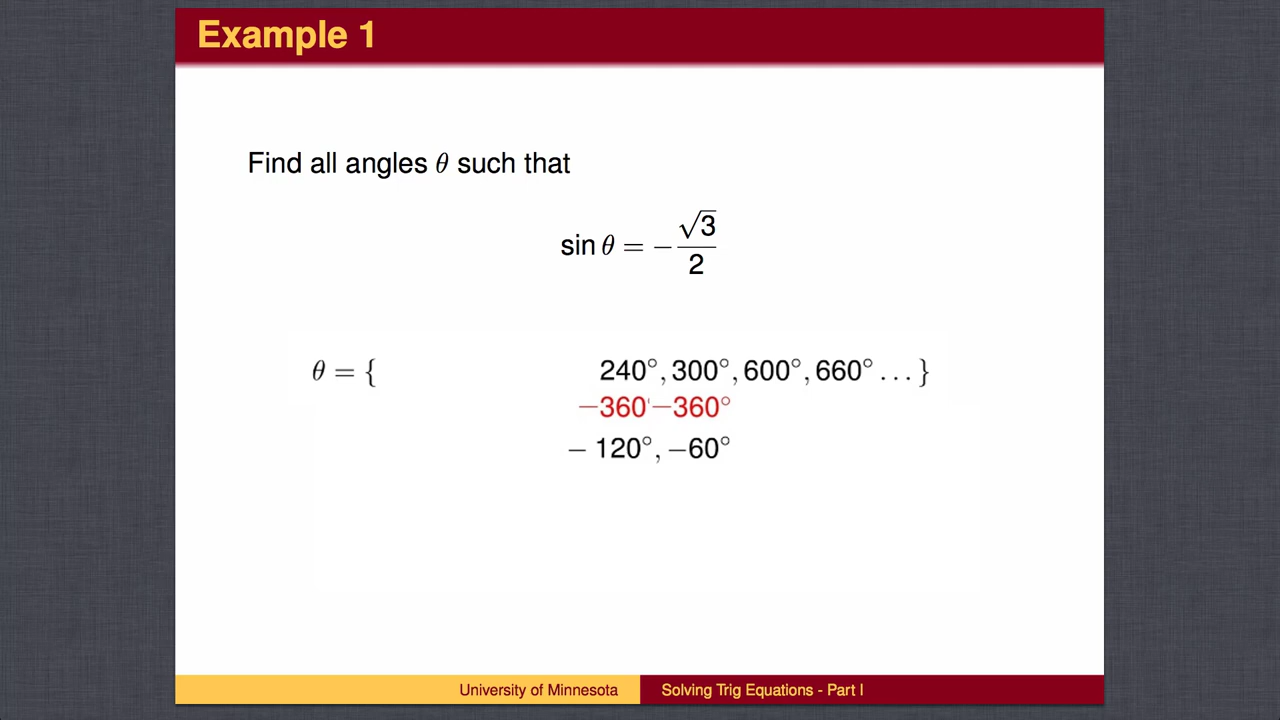 Example 1
Find all angles θ such that
sin θ = −√3/2
θ = { 240°, 300°, 600°, 660° ... }
−360° −360°
− 120°, −60°
University of Minnesota Solving Trig Equations - Part I